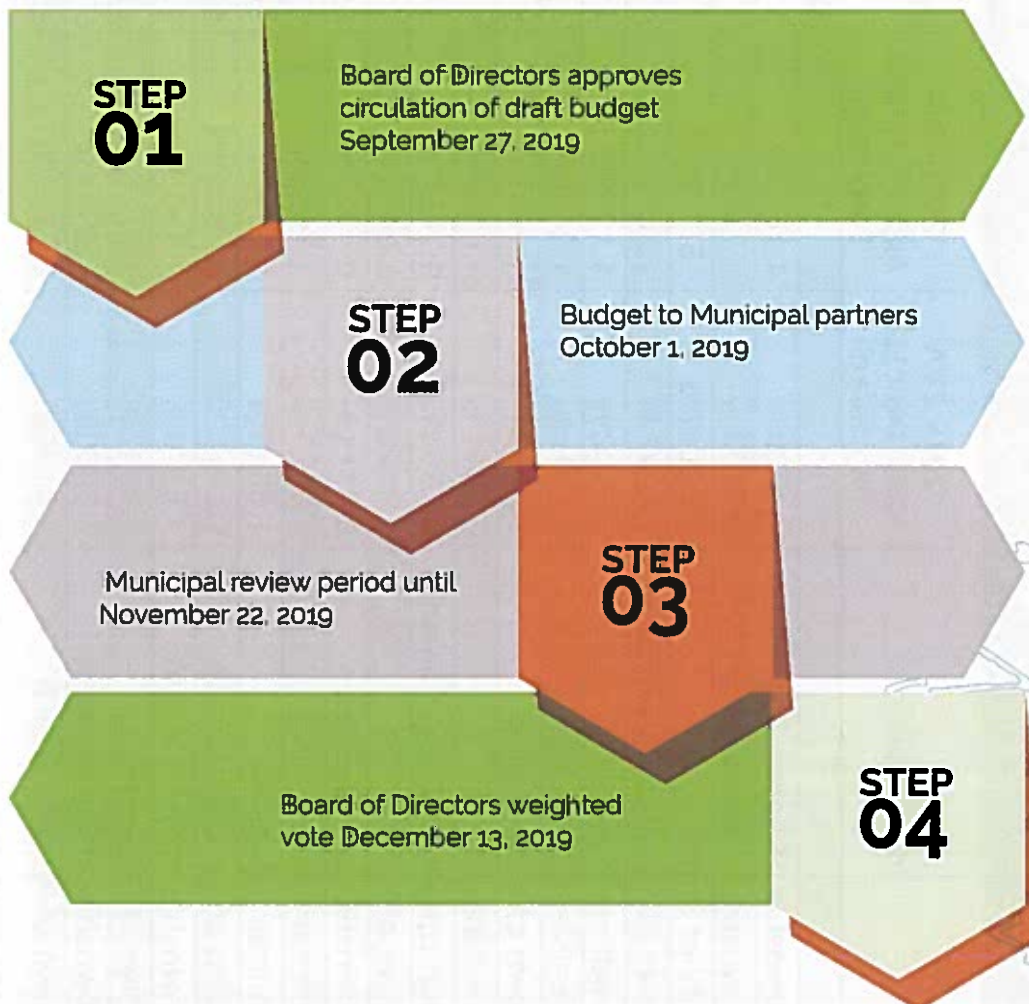 STEP
01
Board of Directors approves
circulation of draft budget
September 27, 2019
STEP
02
Budget to Municipal partners
October 1, 2019
Municipal review period until
November 22, 2019
STEP
03
Board of Directors weighted
vote December 13, 2019
STEP
04